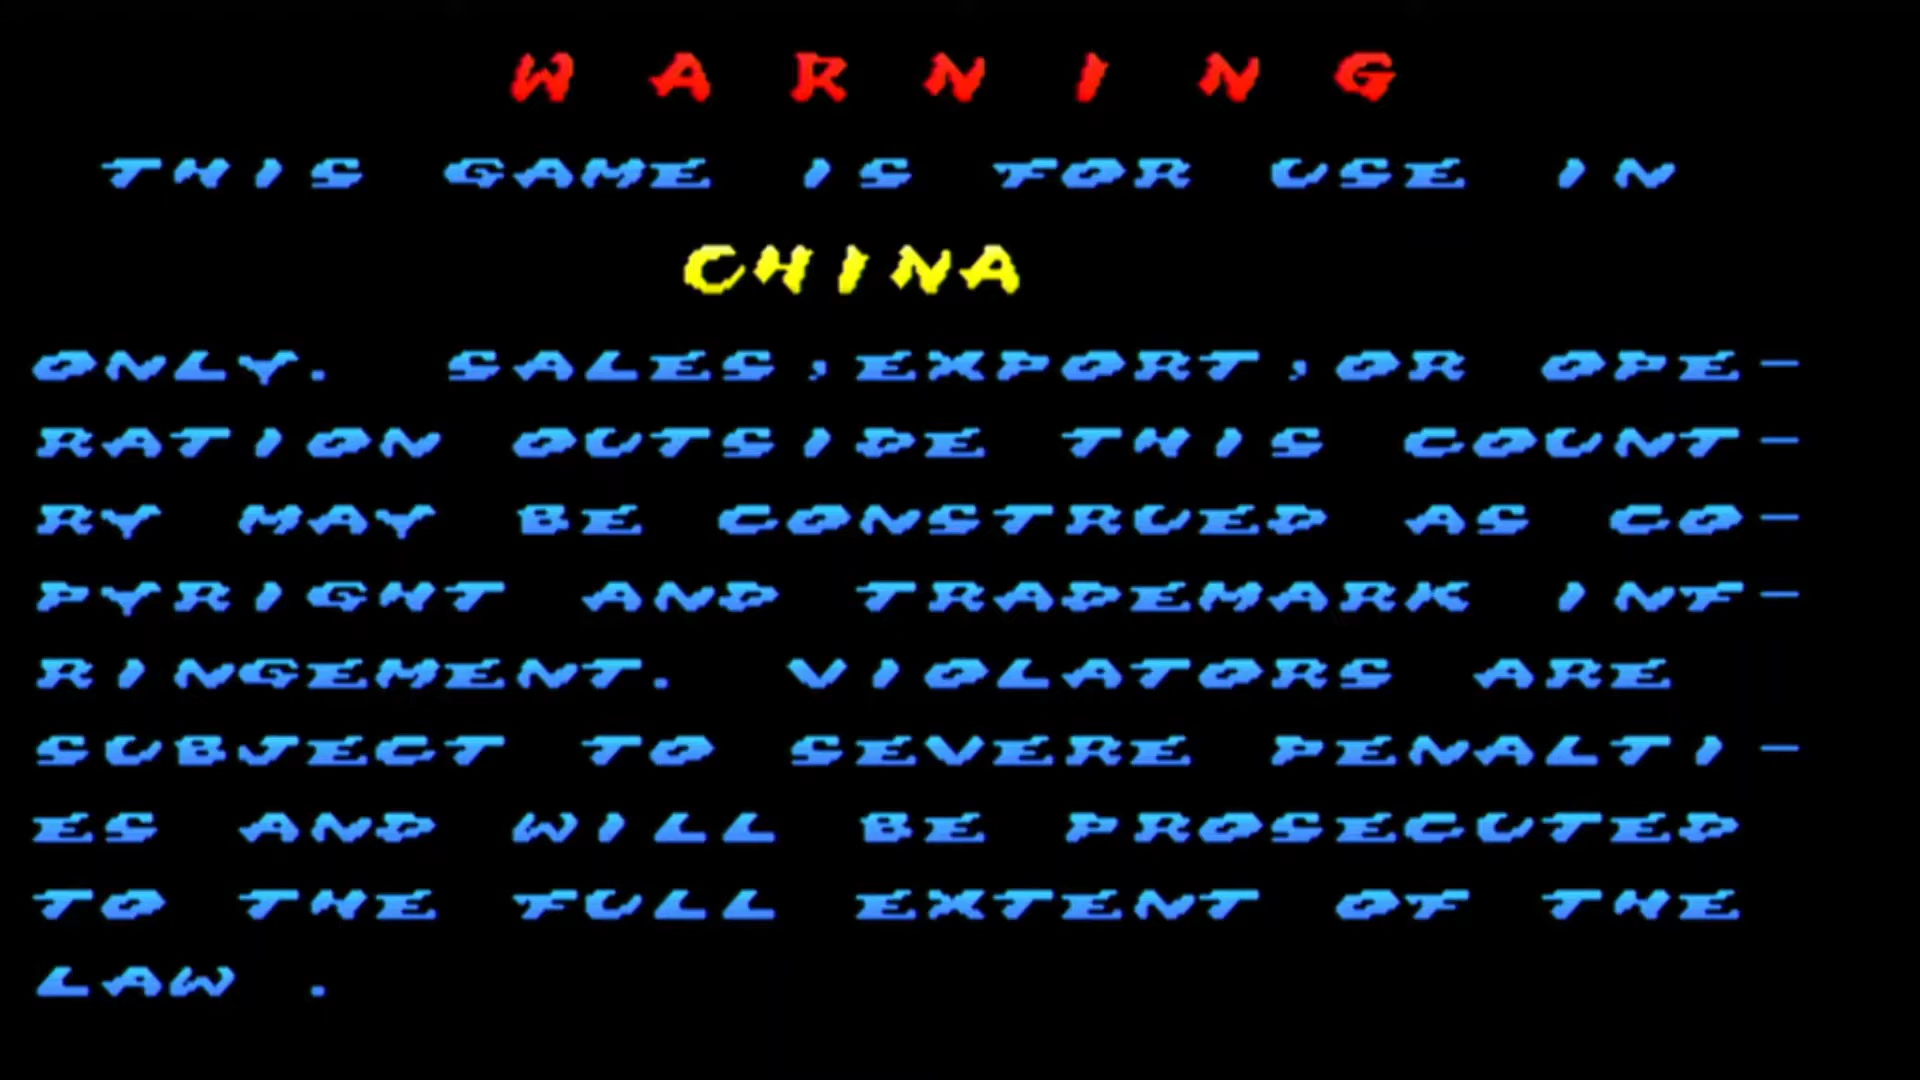 W A R N I N G
THIS GAME IS FOR USE IN
CHINA
ONLY. SALES,EXPORT,OR OPE-
RATION OUTSIDE THIS COUNT-
RY MAY BE CONSTRUED AS CO-
PYRIGHT AND TRADEMARK INF-
RINGEMENT. VIOLATORS ARE
SUBJECT TO SEVERE PENALTI-
ES AND WILL BE PROSECUTED
TO THE FULL EXTENT OF THE
LAW .